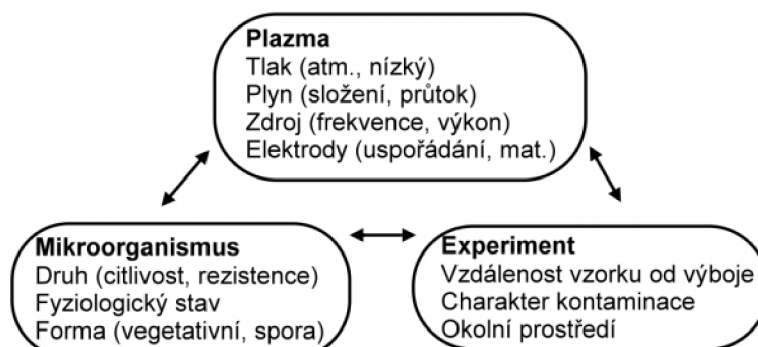 Plazma
Tlak (atm., nízký)
Plyn (složení, průtok)
Zdroj (frekvence, výkon)
Elektrody (uspořádání, mat.)
Mikroorganismus
Druh (citlivost, rezistence)
Fyziologický stav
Forma (vegetativní, spora)
Experiment
Vzdálenost vzorku od výboje
Charakter kontaminace
Okolní prostředí